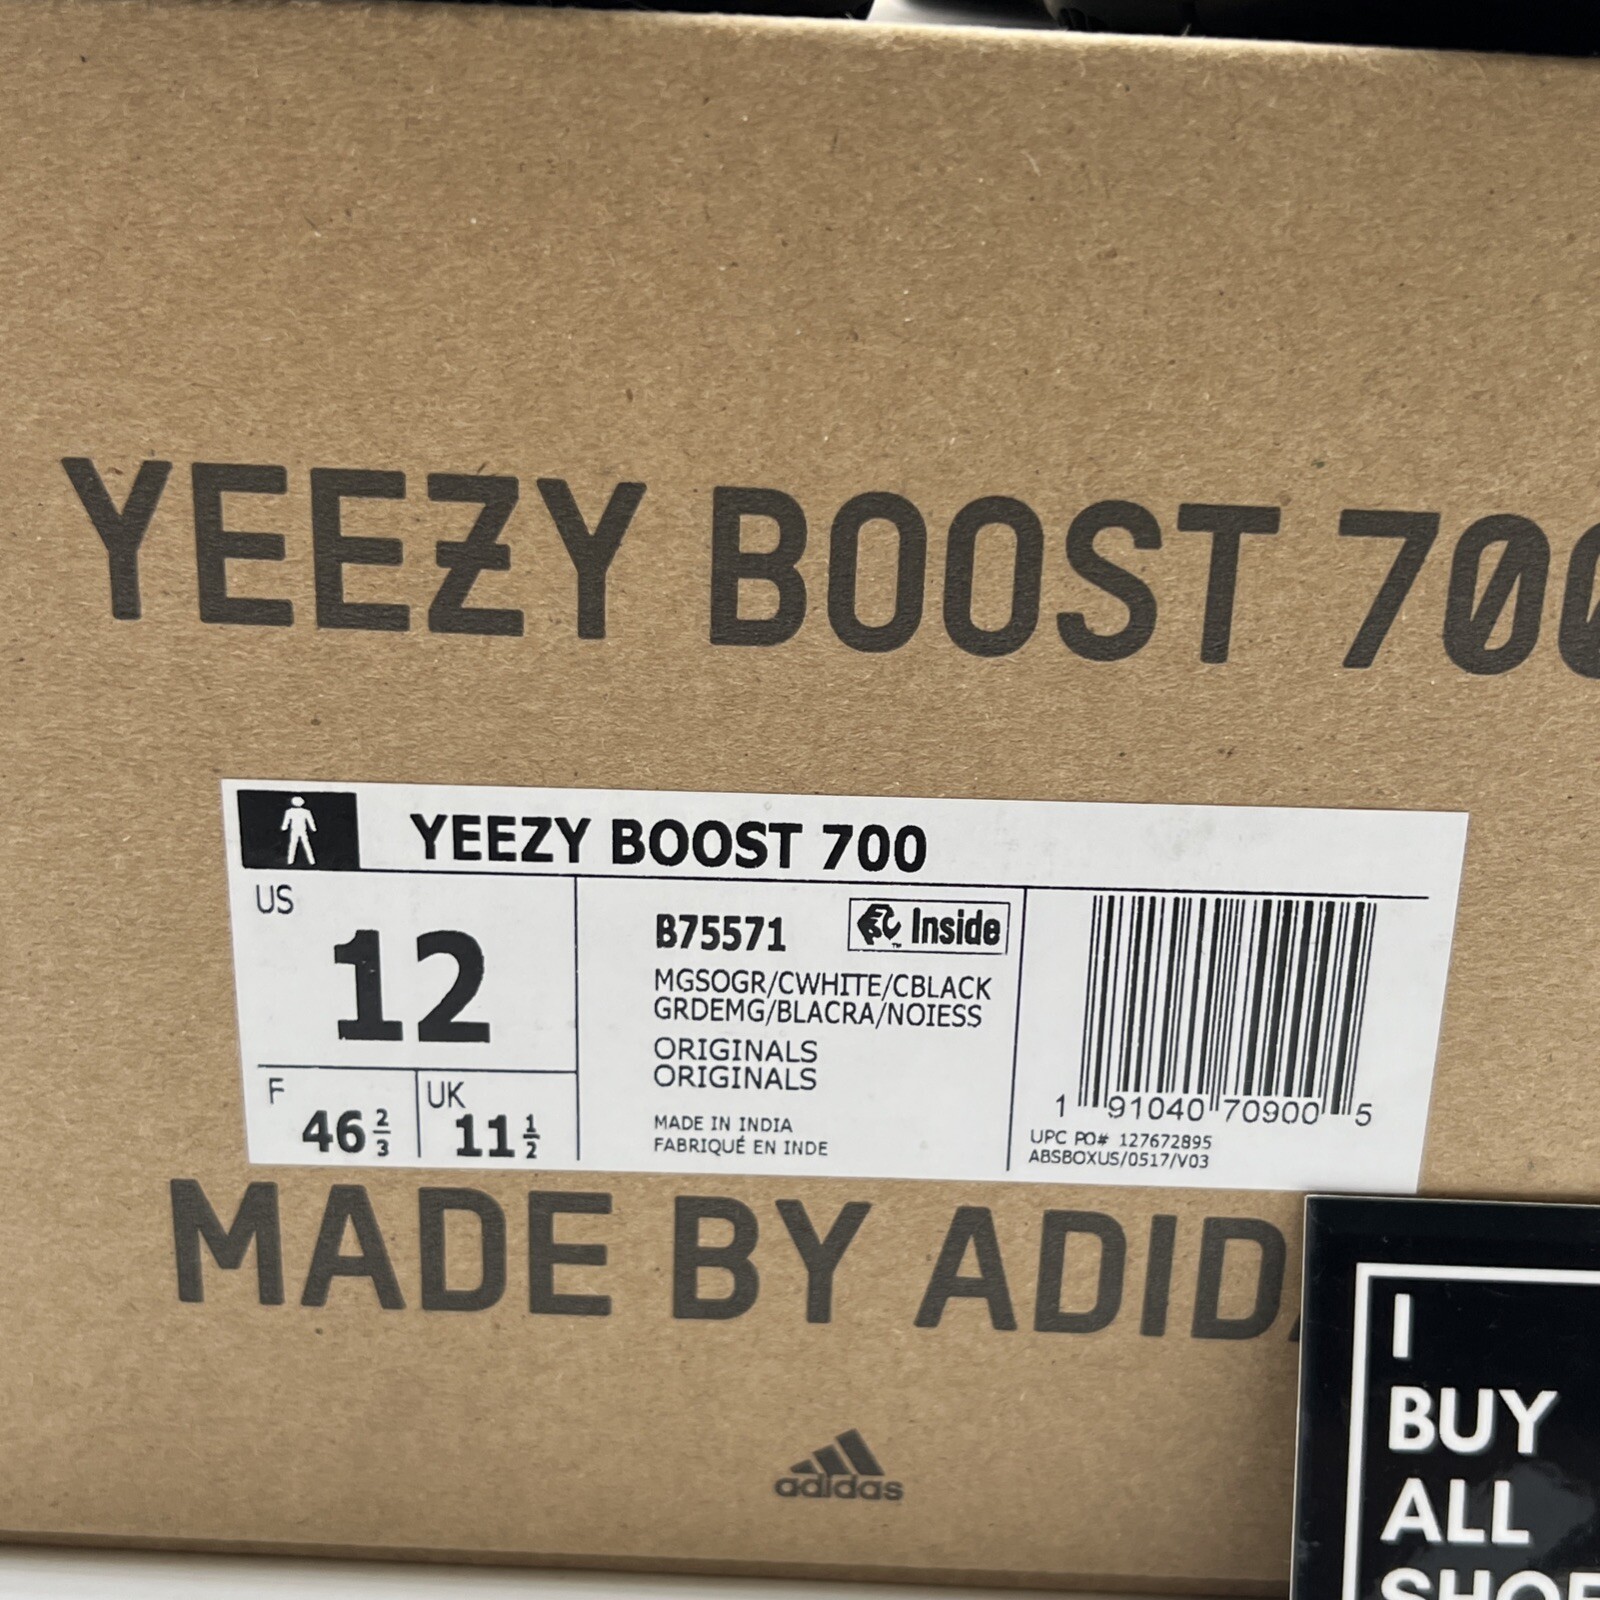 YEEZY BOOST 700
YEEZY BOOST 700
US
12
F
46 2/3
UK
11 1/2
B75571
Inside
MGSOGR/CWHITE/CBLACK
GRDEMG/BLACRA/NOIESS
ORIGINALS
ORIGINALS
MADE IN INDIA
FABRIQUÉ EN INDE
1 91040 70900 5
UPC PO# 127672895
ABSBOXUS/0517/V03
MADE BY ADID
adidas
I
BUY
ALL
SHOE